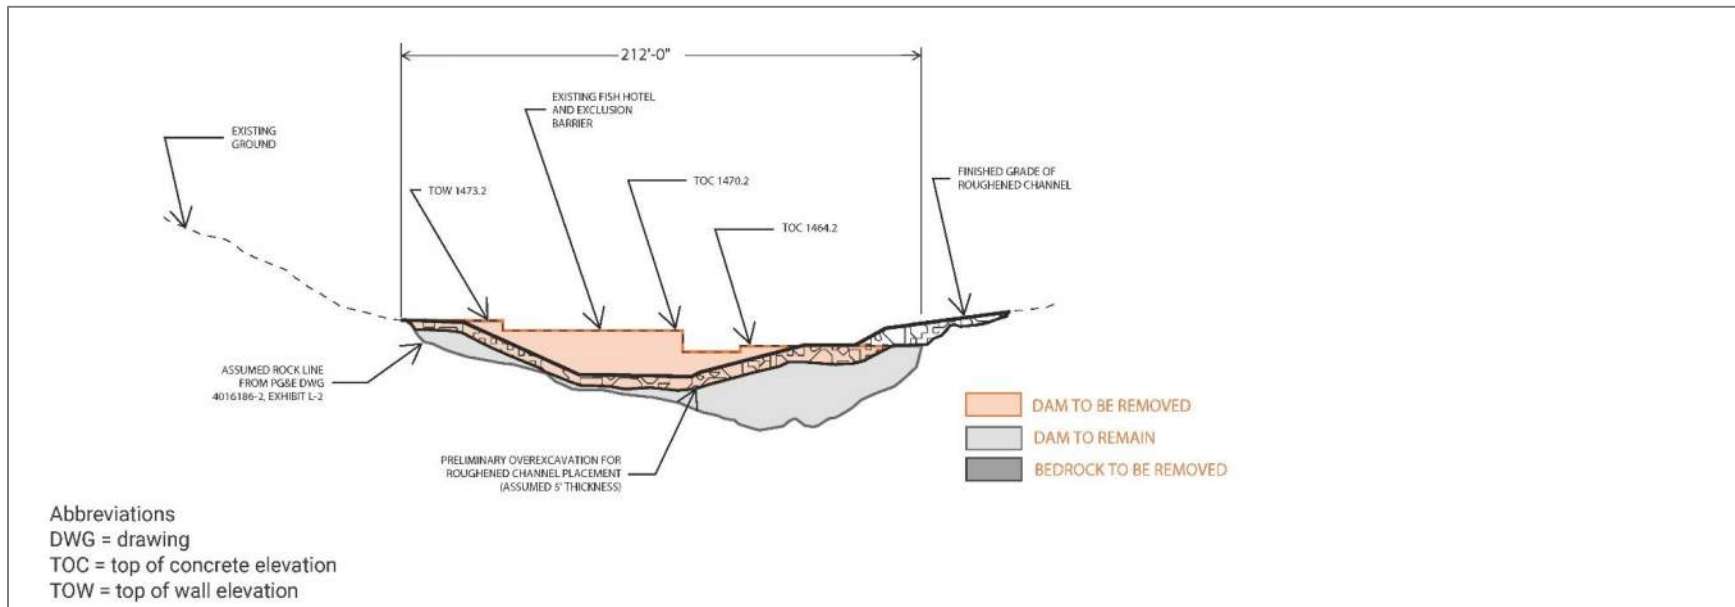 212'-0"
EXISTING FISH HOTEL
AND EXCLUSION
BARRIER
EXISTING
GROUND
TOW 1473.2
TOC 1470.2
FINISHED GRADE OF
ROUGHENED CHANNEL
TOC 1464.2
ASSUMED ROCK LINE
FROM PG&E DWG
4016186-2, EXHIBIT L-2
PRELIMINARY OVEREXCAVATION FOR
ROUGHENED CHANNEL PLACEMENT
(ASSUMED 5' THICKNESS)
DAM TO BE REMOVED
DAM TO REMAIN
BEDROCK TO BE REMOVED
Abbreviations
DWG = drawing
TOC = top of concrete elevation
TOW = top of wall elevation